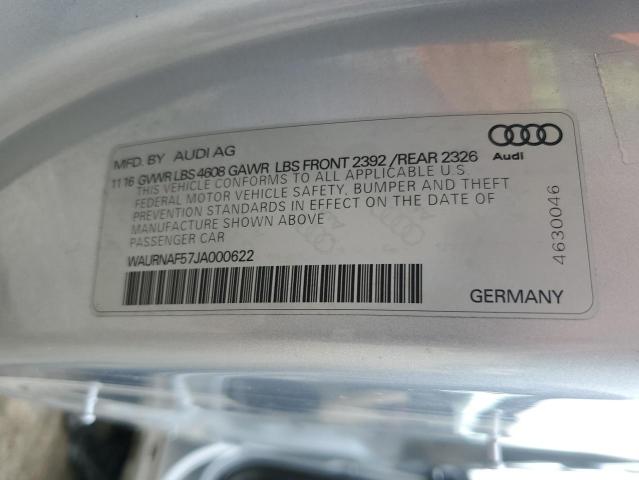 MFD. BY AUDI AG
11 16 GVWR LBS 4608 GAWR LBS FRONT 2392 /REAR 2326
Audi
THIS VEHICLE CONFORMS TO ALL APPLICABLE U.S.
FEDERAL MOTOR VEHICLE SAFETY, BUMPER AND THEFT
PREVENTION STANDARDS IN EFFECT ON THE DATE OF
MANUFACTURE SHOWN ABOVE
PASSENGER CAR
WAURNAF57JA000622
4630046
GERMANY